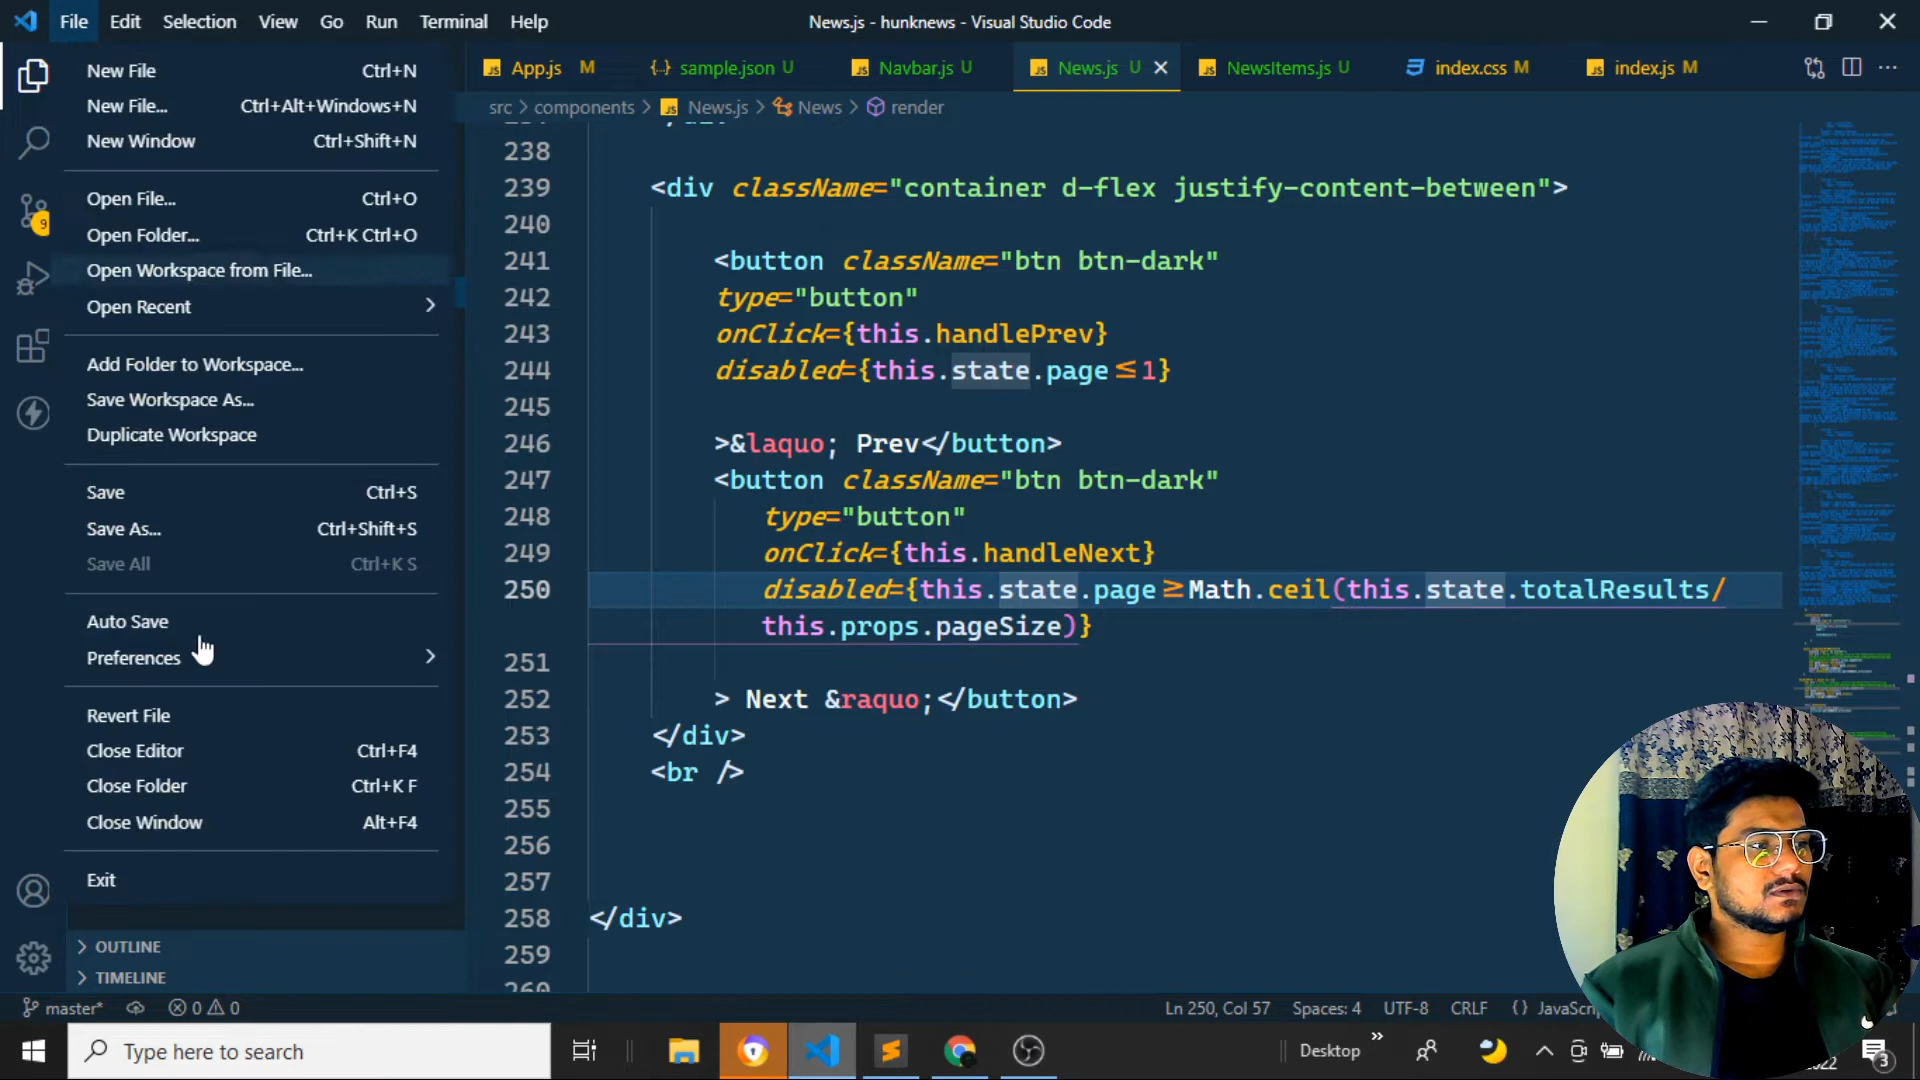 File Edit Selection View Go Run Terminal Help
News.js - hunknews - Visual Studio Code
New File Ctrl+N
New File... Ctrl+Alt+Windows+N
New Window Ctrl+Shift+N
Open File... Ctrl+O
Open Folder... Ctrl+K Ctrl+O
Open Workspace from File...
Open Recent
Add Folder to Workspace...
Save Workspace As...
Duplicate Workspace
Save Ctrl+S
Save As... Ctrl+Shift+S
Save All Ctrl+K S
Auto Save
Preferences
Revert File
Close Editor Ctrl+F4
Close Folder Ctrl+K F
Close Window Alt+F4
Exit
OUTLINE
TIMELINE
9
App.js M {} sample.json U Navbar.js U News.js U NewsItems.js U index.css M index.js M
src > components > News.js > News > render
238
239 <div className="container d-flex justify-content-between">
240
241 <button className="btn btn-dark"
242 type="button"
243 onClick={this.handlePrev}
244 disabled={this.state.page≤1}
245
246 >&laquo; Prev</button>
247 <button className="btn btn-dark"
248 type="button"
249 onClick={this.handleNext}
250 disabled={this.state.page≥Math.ceil(this.state.totalResults/
this.props.pageSize)}
251
252 > Next &raquo;</button>
253 </div>
254 <br />
255
256
257
258 </div>
259
260
master* 0 0 Ln 250, Col 57 Spaces: 4 UTF-8 CRLF {}
Type here to search
Desktop
3